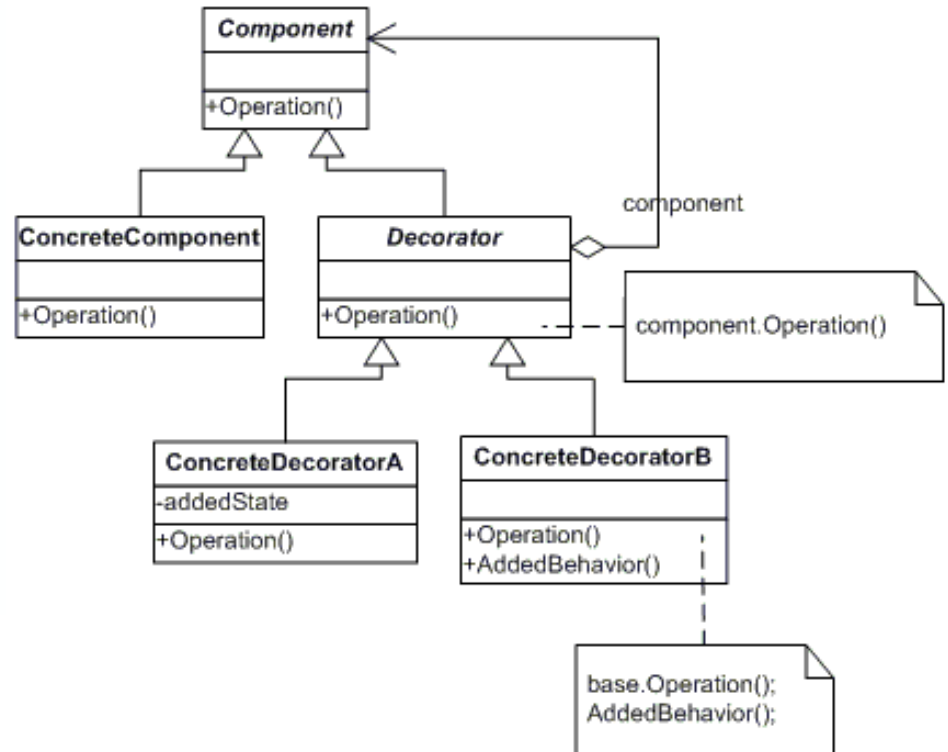 Component
+Operation()
component
ConcreteComponent
+Operation()
Decorator
+Operation()
component.Operation()
ConcreteDecoratorA
-addedState
+Operation()
ConcreteDecoratorB
+Operation()
+AddedBehavior()
base.Operation();
AddedBehavior();